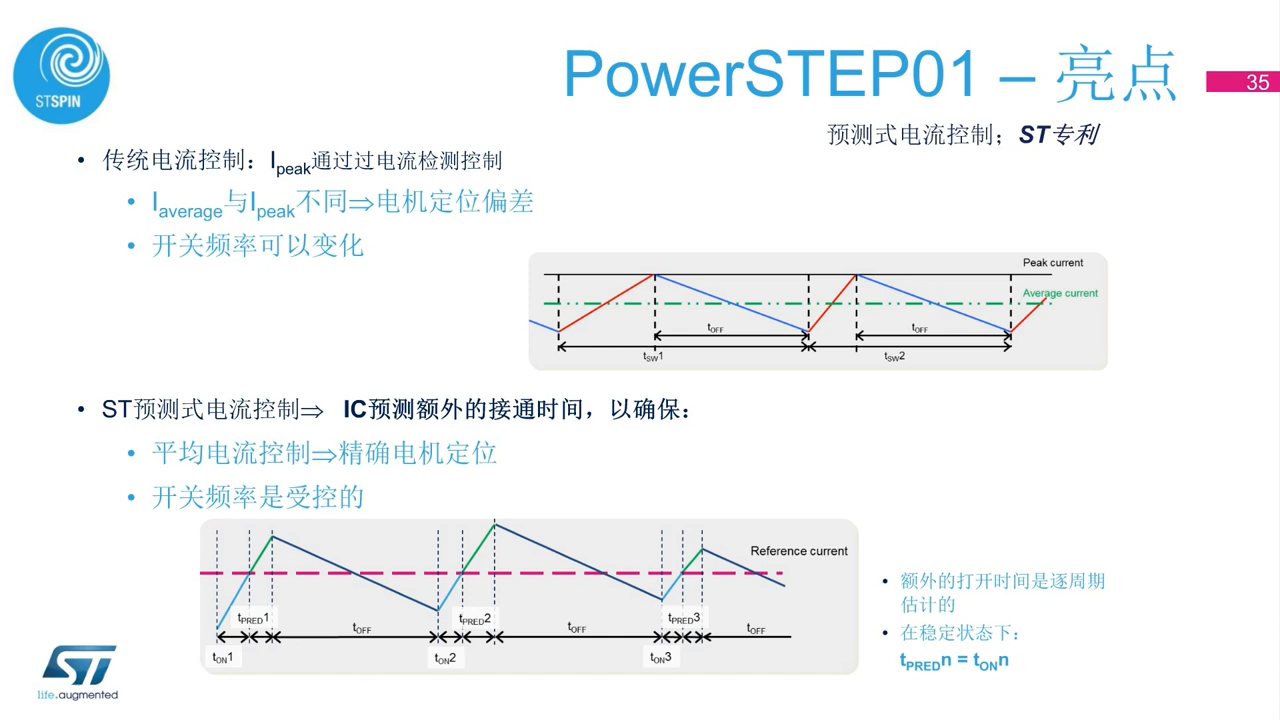 STSPIN
PowerSTEP01 – 亮点
35
预测式电流控制；ST专利
• 传统电流控制：Ipeak通过过电流检测控制
• Iaverage与Ipeak不同⇒电机定位偏差
• 开关频率可以变化
Peak current
Average current
tOFF
tOFF
tSW1
tSW2
• ST预测式电流控制⇒ IC预测额外的接通时间，以确保：
• 平均电流控制⇒精确电机定位
• 开关频率是受控的
Reference current
tPRED1
tOFF
tPRED2
tOFF
tPRED3
tOFF
tON1
tON2
tON3
• 额外的打开时间是逐周期
估计的
• 在稳定状态下：
tPREDn = tONn
ST
life.augmented